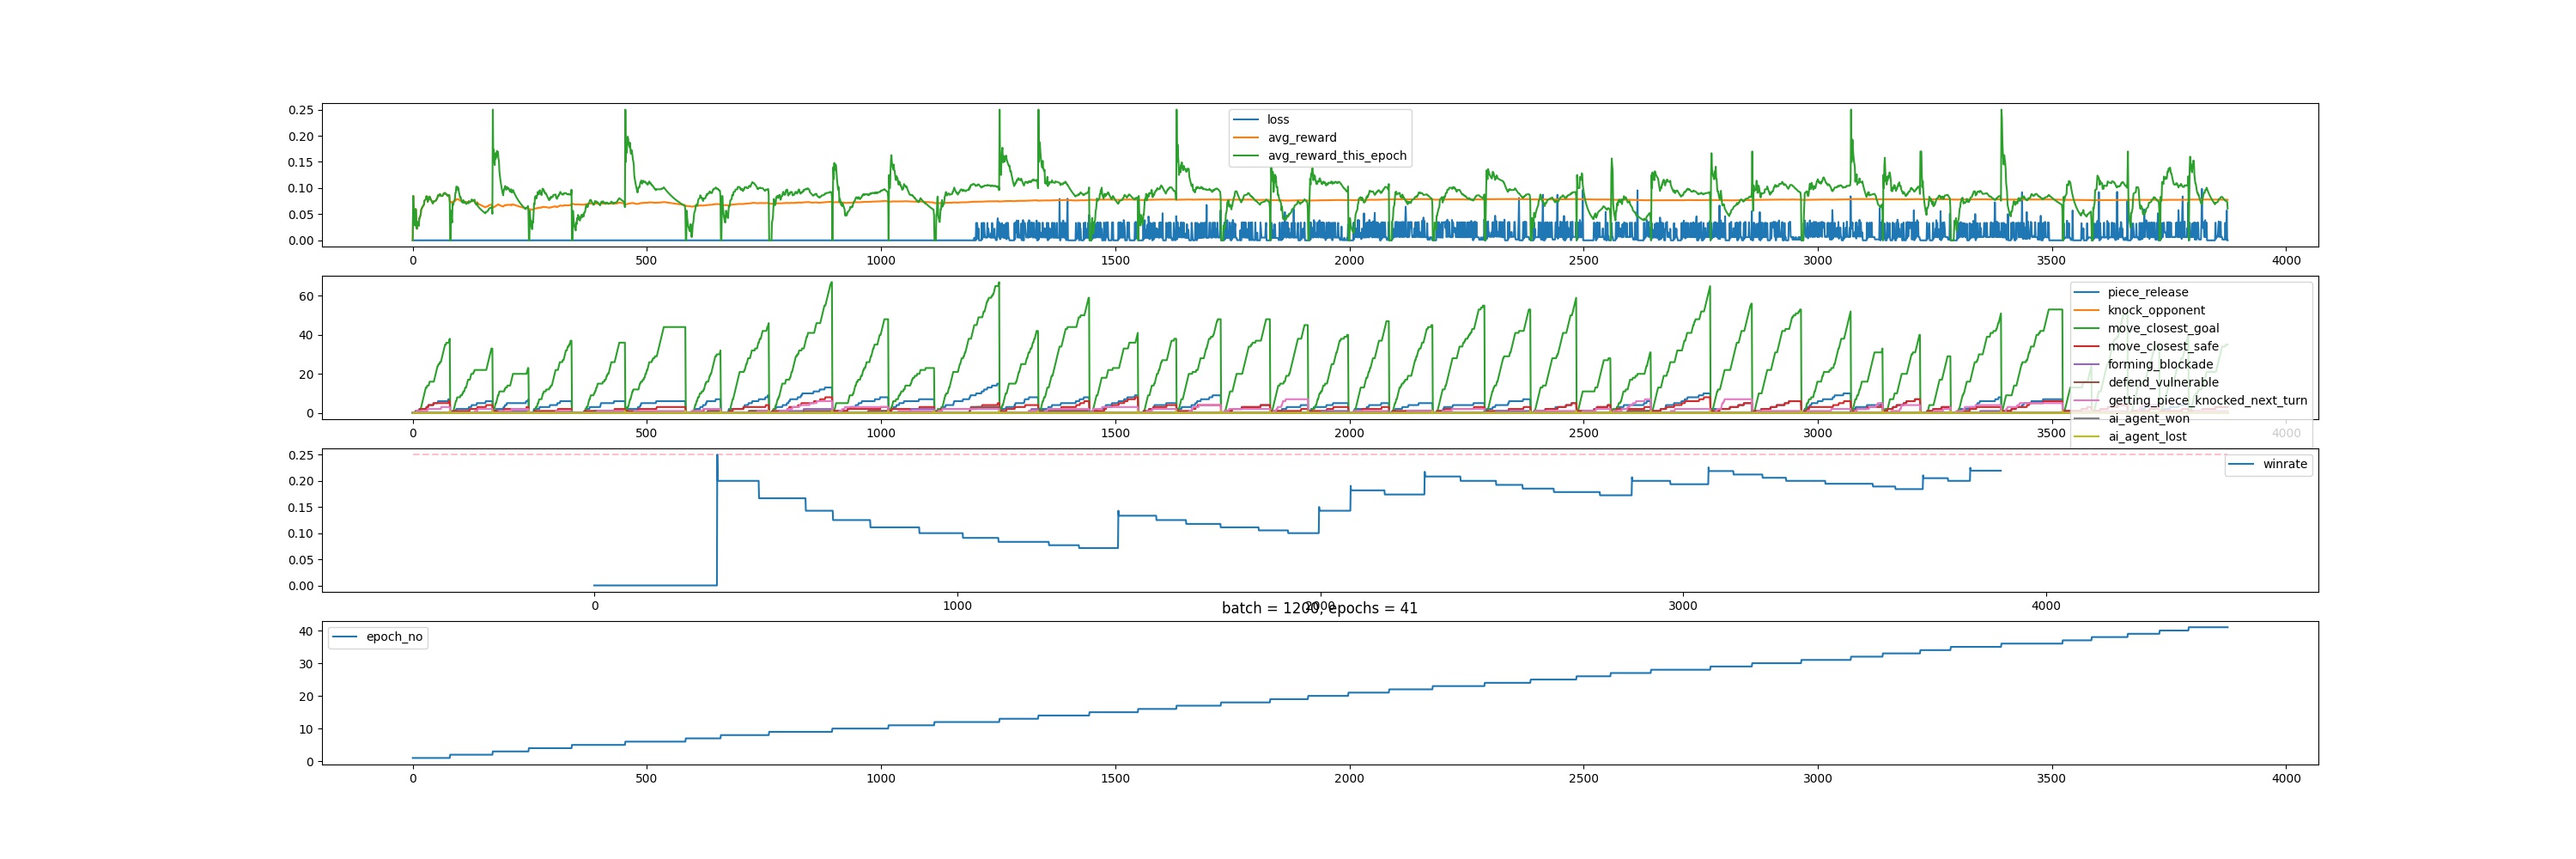 0.25
0.20
0.15
0.10
0.05
0.00
loss
avg_reward
avg_reward_this_epoch
0 500 1000 1500 2000 2500 3000 3500 4000
60
40
20
0
piece_release
knock_opponent
move_closest_goal
move_closest_safe
forming_blockade
defend_vulnerable
getting_piece_knocked_next_turn
ai_agent_won
ai_agent_lost
0 500 1000 1500 2000 2500 3000 3500 4000
0.25
0.20
0.15
0.10
0.05
0.00
winrate
0 1000 2000 3000 4000
batch = 1200, epochs = 41
40
30
20
10
0
epoch_no
0 500 1000 1500 2000 2500 3000 3500 4000